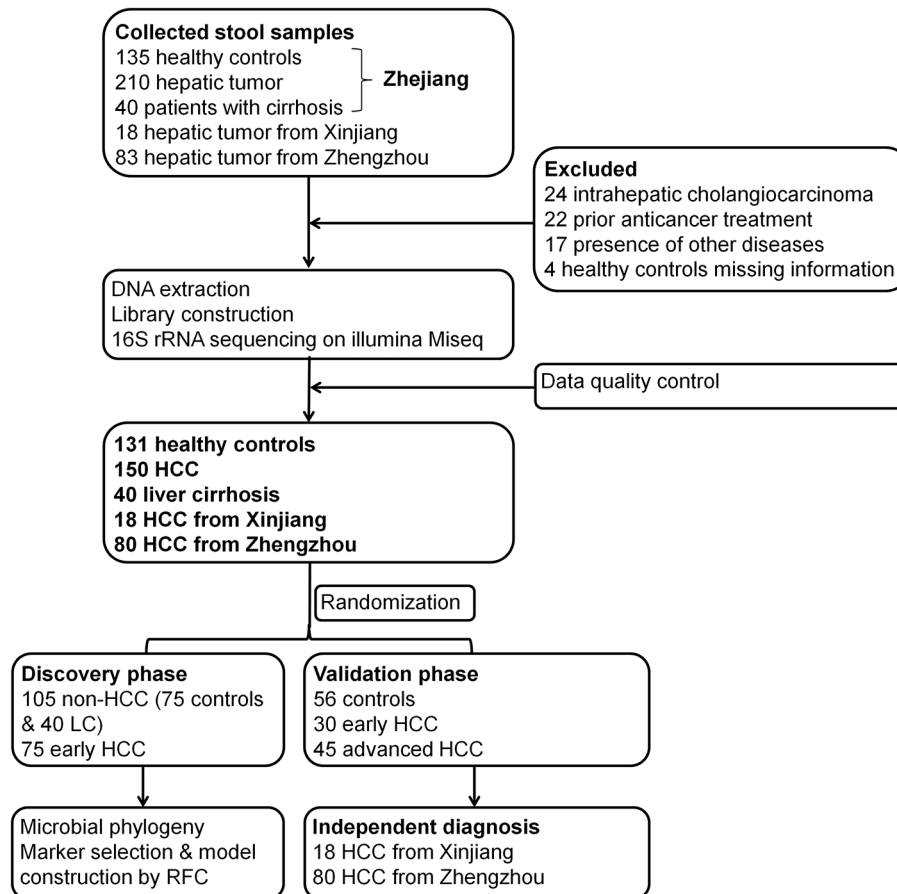 Collected stool samples
135 healthy controls
210 hepatic tumor
40 patients with cirrhosis
Zhejiang
18 hepatic tumor from Xinjiang
83 hepatic tumor from Zhengzhou
Excluded
24 intrahepatic cholangiocarcinoma
22 prior anticancer treatment
17 presence of other diseases
4 healthy controls missing information
DNA extraction
Library construction
16S rRNA sequencing on illumina Miseq
Data quality control
131 healthy controls
150 HCC
40 liver cirrhosis
18 HCC from Xinjiang
80 HCC from Zhengzhou
Randomization
Discovery phase
105 non-HCC (75 controls
& 40 LC)
75 early HCC
Validation phase
56 controls
30 early HCC
45 advanced HCC
Microbial phylogeny
Marker selection & model
construction by RFC
Independent diagnosis
18 HCC from Xinjiang
80 HCC from Zhengzhou